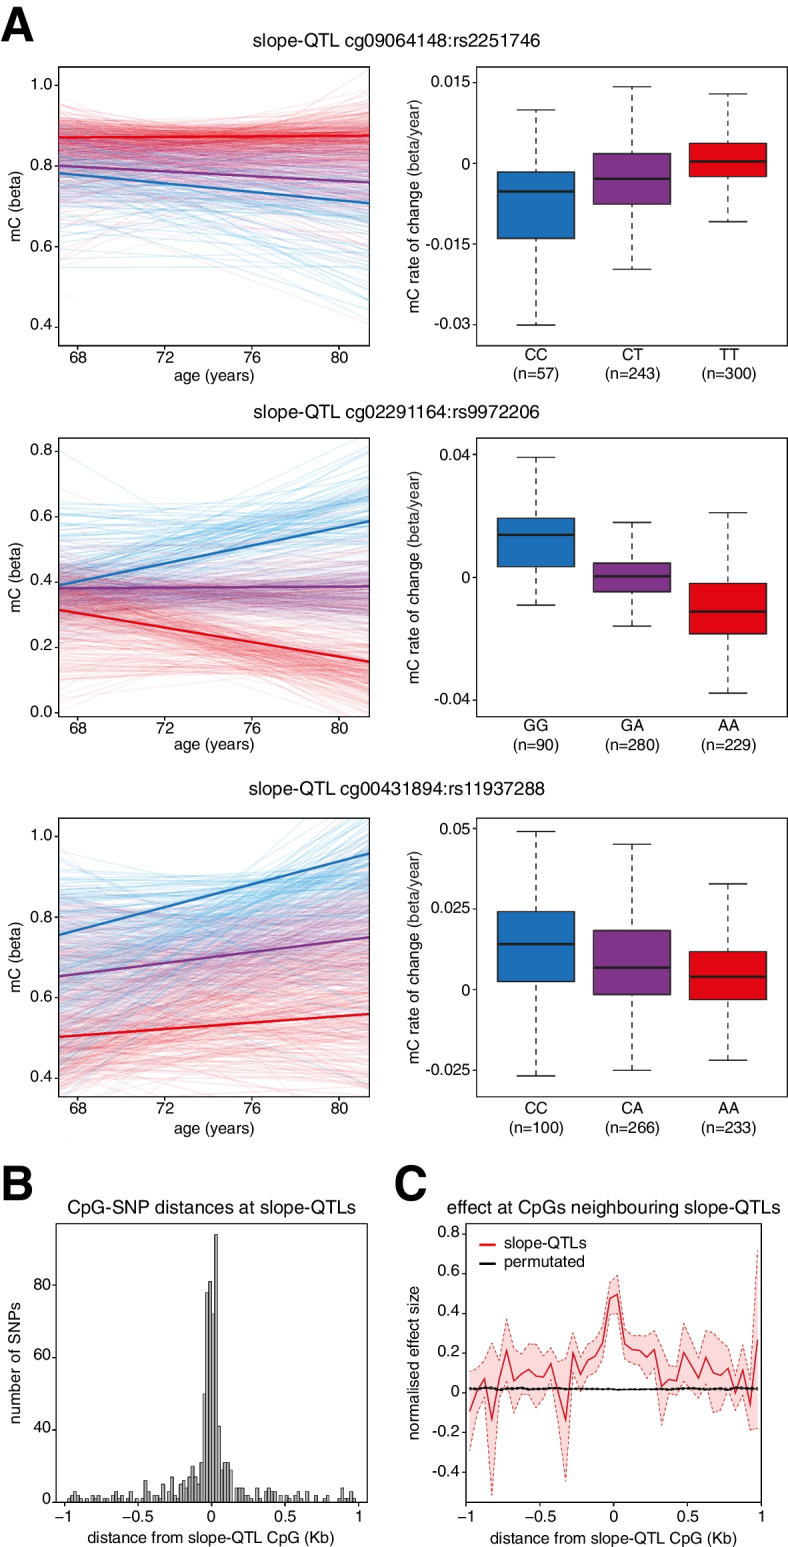 A
slope-QTL cg09064148:rs2251746
mC (beta)
1.0
0.8
0.6
0.4
68 72 76 80
age (years)
mC rate of change (beta/year)
0.015
0
-0.015
-0.03
CC CT TT
(n=57) (n=243) (n=300)
slope-QTL cg02291164:rs9972206
mC (beta)
0.8
0.6
0.4
0.2
0.0
68 72 76 80
age (years)
mC rate of change (beta/year)
0.04
0
-0.04
GG GA AA
(n=90) (n=280) (n=229)
slope-QTL cg00431894:rs11937288
mC (beta)
1.0
0.8
0.6
0.4
68 72 76 80
age (years)
mC rate of change (beta/year)
0.05
0.025
0
-0.025
CC CA AA
(n=100) (n=266) (n=233)
B
CpG-SNP distances at slope-QTLs
number of SNPs
80
60
40
0
−1 −0.5 0 0.5 1
distance from slope-QTL CpG (Kb)
C
effect at CpGs neighbouring slope-QTLs
normalised effect size
0.8
0.6
0.4
0.2
0
-0.2
-0.4
slope-QTLs
permutated
−1 −0.5 0 0.5 1
distance from slope-QTL CpG (Kb)